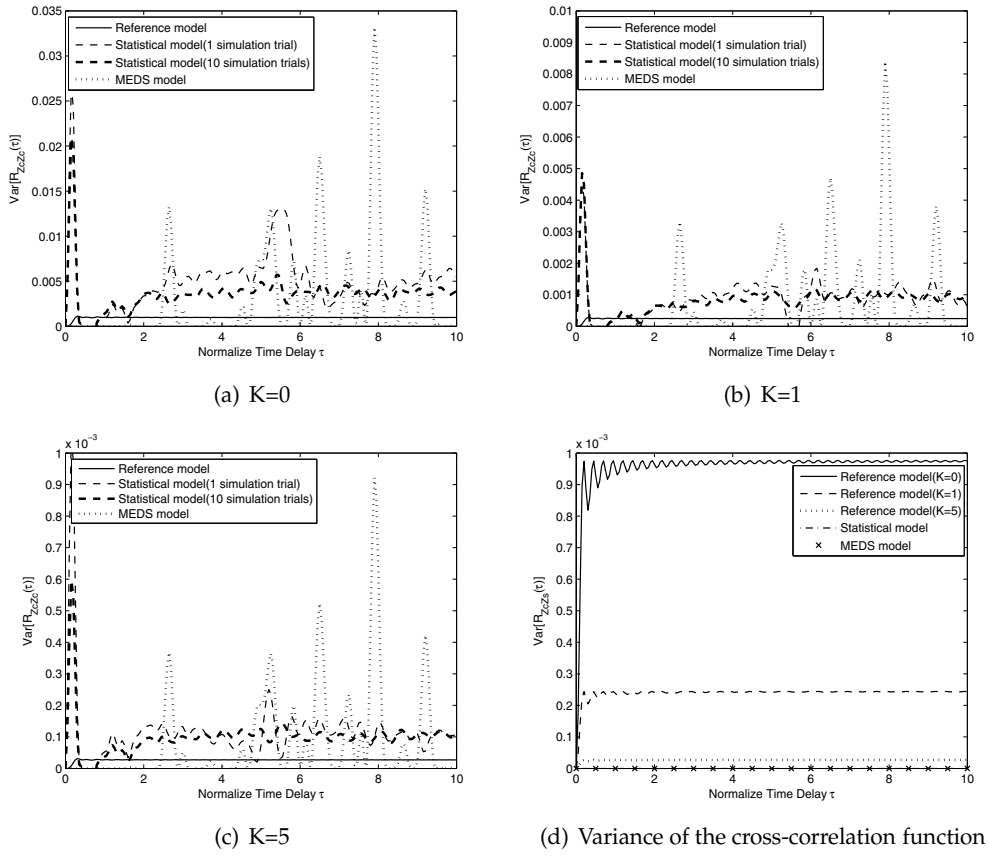 0.035
0.03
0.025
0.02
0.015
0.01
0.005
0
Var[R_ZcZc(τ)]
Reference model
Statistical model(1 simulation trial)
Statistical model(10 simulation trials)
MEDS model
0 2 4 6 8 10
Normalize Time Delay τ
(a) K=0
0.01
0.009
0.008
0.007
0.006
0.005
0.004
0.003
0.002
0.001
0
Var[R_ZcZc(τ)]
Reference model
Statistical model(1 simulation trial)
Statistical model(10 simulation trials)
MEDS model
0 2 4 6 8 10
Normalize Time Delay τ
(b) K=1
x 10⁻³
1
0.9
0.8
0.7
0.6
0.5
0.4
0.3
0.2
0.1
0
Var[R_ZcZc(τ)]
Reference model
Statistical model(1 simulation trial)
Statistical model(10 simulation trials)
MEDS model
0 2 4 6 8 10
Normalize Time Delay τ
(c) K=5
x 10⁻³
1
0.9
0.8
0.7
0.6
0.5
0.4
0.3
0.2
0.1
0
Var[R_ZcZs(τ)]
Reference model(K=0)
Reference model(K=1)
Reference model(K=5)
Statistical model
MEDS model
0 2 4 6 8 10
Normalize Time Delay τ
(d) Variance of the cross-correlation function